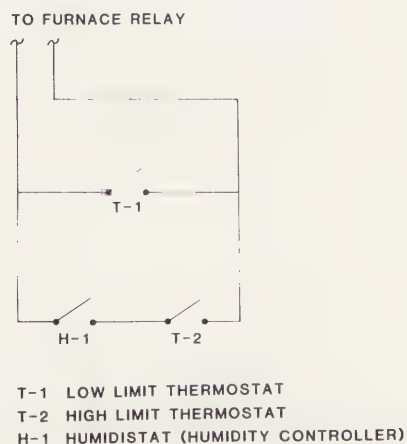 TO FURNACE RELAY
T-1
H-1 T-2
T-1 LOW LIMIT THERMOSTAT
T-2 HIGH LIMIT THERMOSTAT
H-1 HUMIDISTAT (HUMIDITY CONTROLLER)